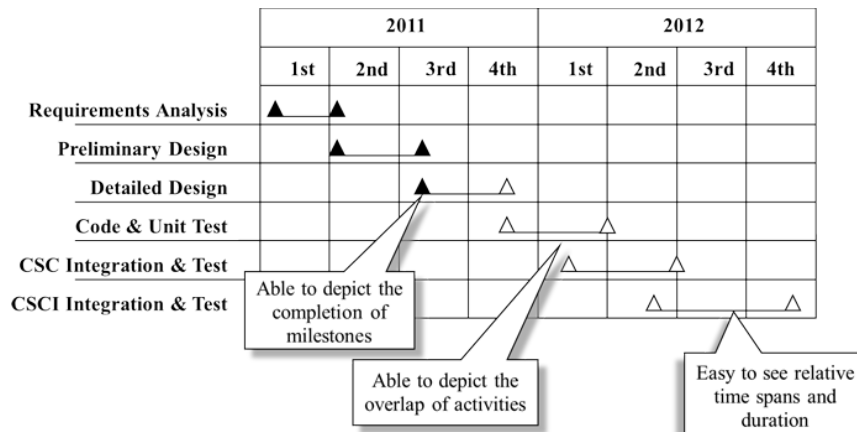 2011 2012
1st 2nd 3rd 4th 1st 2nd 3rd 4th
Requirements Analysis
Preliminary Design
Detailed Design
Code & Unit Test
CSC Integration & Test
CSCI Integration & Test
Able to depict the
completion of
milestones
Able to depict the
overlap of activities
Easy to see relative
time spans and
duration